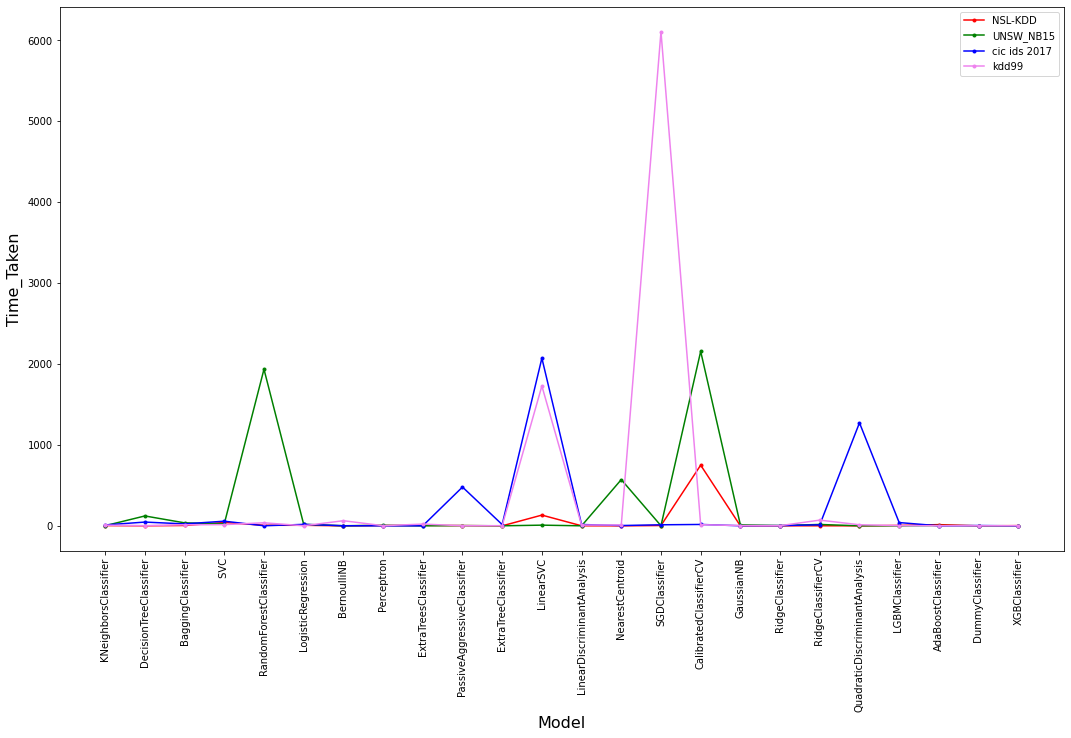 NSL-KDD
UNSW_NB15
cic ids 2017
kdd99
6000
5000
4000
3000
2000
1000
0
Time_Taken
KNeighborsClassifier
DecisionTreeClassifier
BaggingClassifier
SVC
RandomForestClassifier
LogisticRegression
BernoulliNB
Perceptron
ExtraTreesClassifier
PassiveAggressiveClassifier
ExtraTreeClassifier
LinearSVC
LinearDiscriminantAnalysis
NearestCentroid
SGDClassifier
CalibratedClassifierCV
GaussianNB
RidgeClassifier
RidgeClassifierCV
QuadraticDiscriminantAnalysis
LGBMClassifier
AdaBoostClassifier
DummyClassifier
XGBClassifier
Model